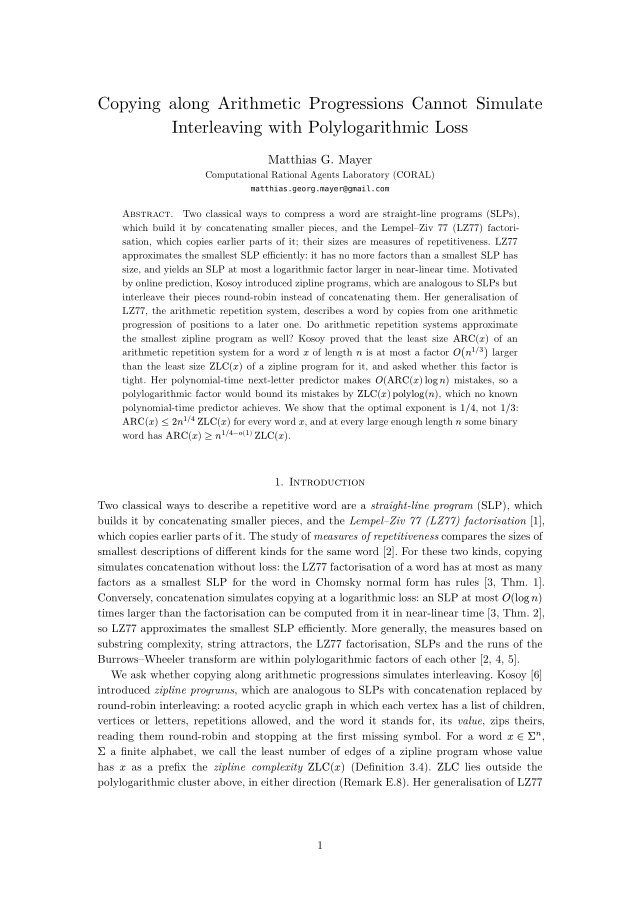 Copying along Arithmetic Progressions Cannot Simulate
Interleaving with Polylogarithmic Loss
Matthias G. Mayer
Computational Rational Agents Laboratory (CORAL)
matthias.georg.mayer@gmail.com
Abstract. Two classical ways to compress a word are straight-line programs (SLPs),
which build it by concatenating smaller pieces, and the Lempel–Ziv 77 (LZ77) factori-
sation, which copies earlier parts of it; their sizes are measures of repetitiveness. LZ77
approximates the smallest SLP efficiently: it has no more factors than a smallest SLP has
size, and yields an SLP at most a logarithmic factor larger in near-linear time. Motivated
by online prediction, Kosoy introduced zipline programs, which are analogous to SLPs but
interleave their pieces round-robin instead of concatenating them. Her generalisation of
LZ77, the arithmetic repetition system, describes a word by copies from one arithmetic
progression of positions to a later one. Do arithmetic repetition systems approximate
the smallest zipline program as well? Kosoy proved that the least size ARC(x) of an
arithmetic repetition system for a word x of length n is at most a factor O(n^{1/3}) larger
than the least size ZLC(x) of a zipline program for it, and asked whether this factor is
tight. Her polynomial-time next-letter predictor makes O(ARC(x) log n) mistakes, so a
polylogarithmic factor would bound its mistakes by ZLC(x) polylog(n), which no known
polynomial-time predictor achieves. We show that the optimal exponent is 1/4, not 1/3:
ARC(x) ≤ 2n^{1/4} ZLC(x) for every word x, and at every large enough length n some binary
word has ARC(x) ≥ n^{1/4−o(1)} ZLC(x).
1. Introduction
Two classical ways to describe a repetitive word are a straight-line program (SLP), which
builds it by concatenating smaller pieces, and the Lempel–Ziv 77 (LZ77) factorisation [1],
which copies earlier parts of it. The study of measures of repetitiveness compares the sizes of
smallest descriptions of different kinds for the same word [2]. For these two kinds, copying
simulates concatenation without loss: the LZ77 factorisation of a word has at most as many
factors as a smallest SLP for the word in Chomsky normal form has rules [3, Thm. 1].
Conversely, concatenation simulates copying at a logarithmic loss: an SLP at most O(log n)
times larger than the factorisation can be computed from it in near-linear time [3, Thm. 2],
so LZ77 approximates the smallest SLP efficiently. More generally, the measures based on
substring complexity, string attractors, the LZ77 factorisation, SLPs and the runs of the
Burrows–Wheeler transform are within polylogarithmic factors of each other [2, 4, 5].
We ask whether copying along arithmetic progressions simulates interleaving. Kosoy [6]
introduced zipline programs, which are analogous to SLPs with concatenation replaced by
round-robin interleaving: a rooted acyclic graph in which each vertex has a list of children,
vertices or letters, repetitions allowed, and the word it stands for, its value, zips theirs,
reading them round-robin and stopping at the first missing symbol. For a word x ∈ Σ^n,
Σ a finite alphabet, we call the least number of edges of a zipline program whose value
has x as a prefix the zipline complexity ZLC(x) (Definition 3.4). ZLC lies outside the
polylogarithmic cluster above, in either direction (Remark E.8). Her generalisation of LZ77
1